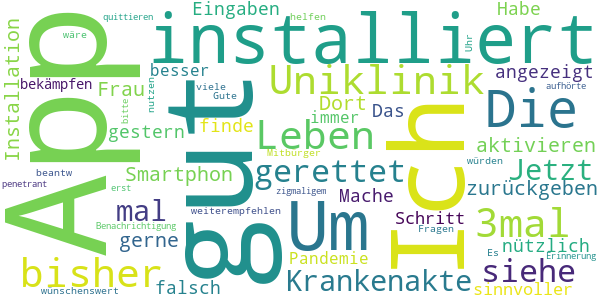 quittieren
Eingaben
helfen
Habe
wäre
Installation
App
installiert
Uhr
bekämpfen
Frau
besser
nutzen
viele
Gute
gut
Uniklinik
angezeigt
aufhörte
Die
bitte
gestern
finde
Dort
immer
Das
Leben
Ich
aktivieren
Mitbürger
würden
beantw
penetrant
erst
Smartphon
zigmaligem
gerettet
Jetzt
zurückgeben
Mache
mal
weiterempfehlen
Um
Schritt
3mal
Benachrichtigung
gerne
Fragen
Es
nützlich
Erinnerung
Pandemie
bisher
siehe
wünschenswert
falsch
Krankenakte
sinnvoller